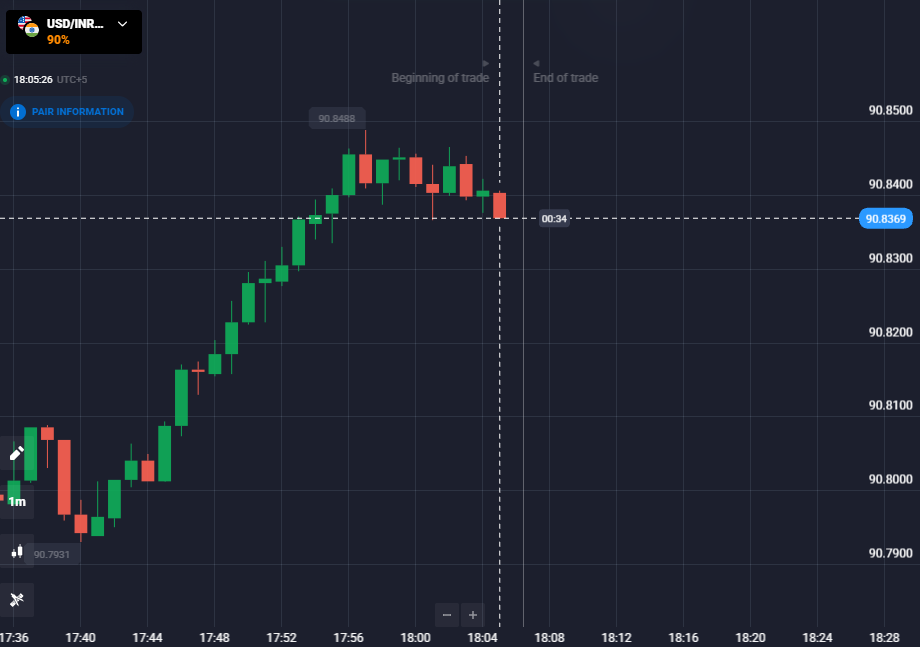 USD/INR...
90%
18:05:26 UTC+5
PAIR INFORMATION
Beginning of trade
End of trade
90.8488
90.8500
90.8400
00:34
90.8369
90.8300
90.8200
90.8100
90.8000
1m
90.7931
90.7900
− +
17:36 17:40 17:44 17:48 17:52 17:56 18:00 18:04 18:08 18:12 18:16 18:20 18:24 18:28